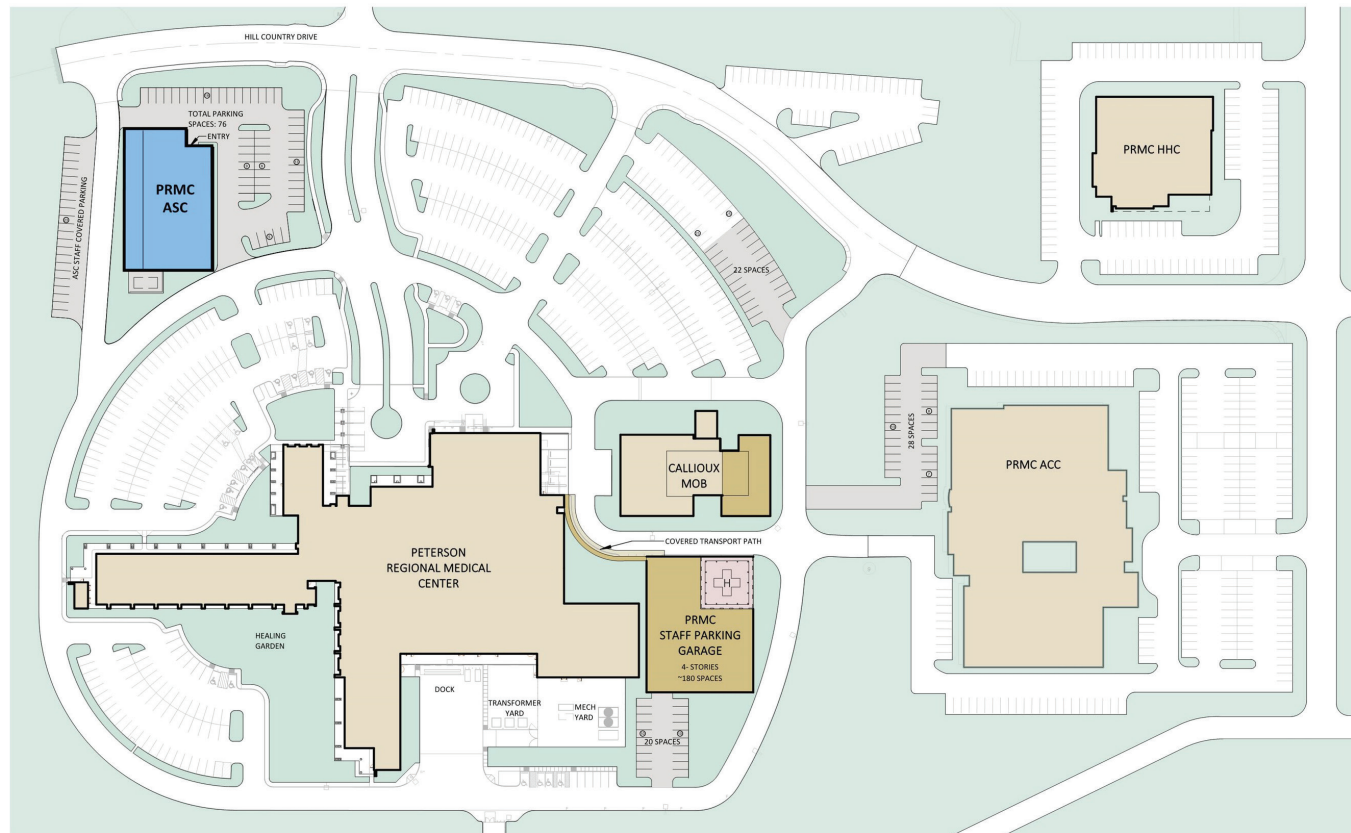 HILL COUNTRY DRIVE
TOTAL PARKING
SPACES: 76
ENTRY
PRMC
ASC
ASC STAFF COVERED PARKING
PRMC HHC
22 SPACES
28 SPACES
PRMC ACC
CALLIOUX
MOB
COVERED TRANSPORT PATH
PETERSON
REGIONAL MEDICAL
CENTER
H
PRMC
STAFF PARKING
GARAGE
4- STORIES
~180 SPACES
HEALING
GARDEN
DOCK
TRANSFORMER
YARD
MECH
YARD
20 SPACES